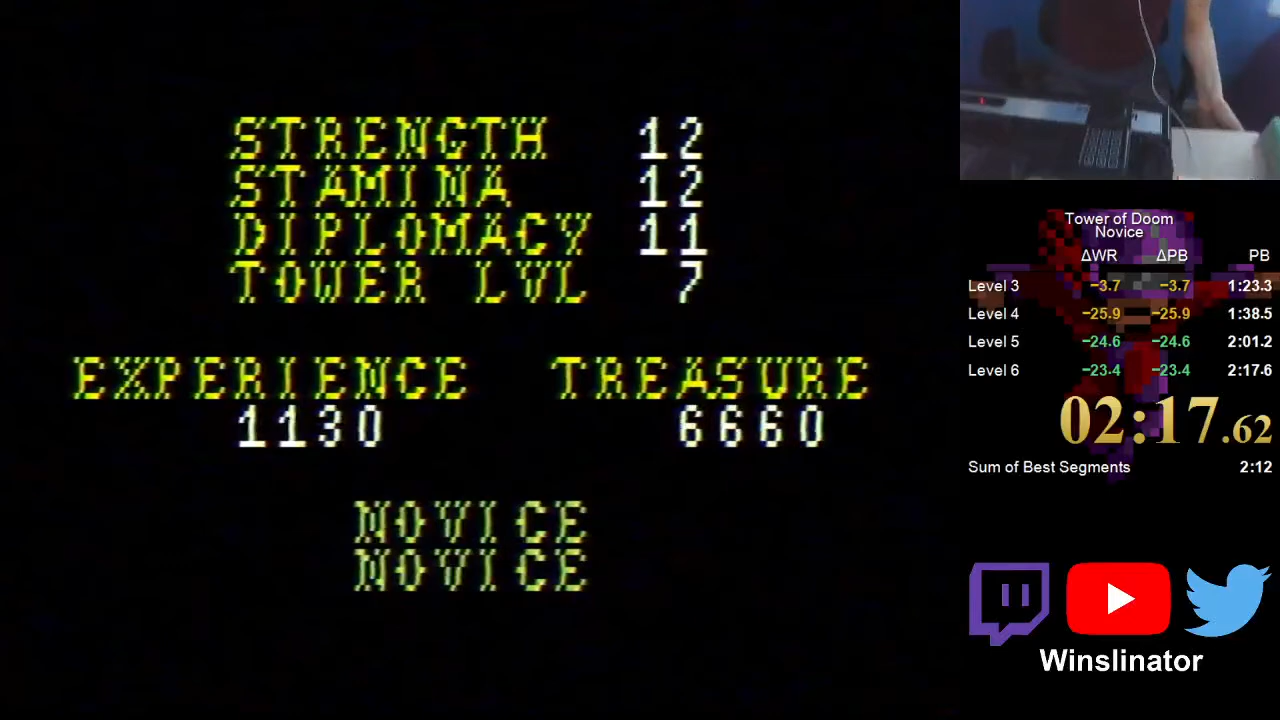 STRENGTH 12
STAMINA 12
DIPLOMACY 11
TOWER LVL 7
EXPERIENCE TREASURE
1130 6660
NOVICE
NOVICE
Tower of Doom
Novice
ΔWR ΔPB PB
Level 3 −3.7 −3.7 1:23.3
Level 4 −25.9 −25.9 1:38.5
Level 5 −24.6 −24.6 2:01.2
Level 6 −23.4 −23.4 2:17.6
02:17.62
Sum of Best Segments 2:12
Winslinator